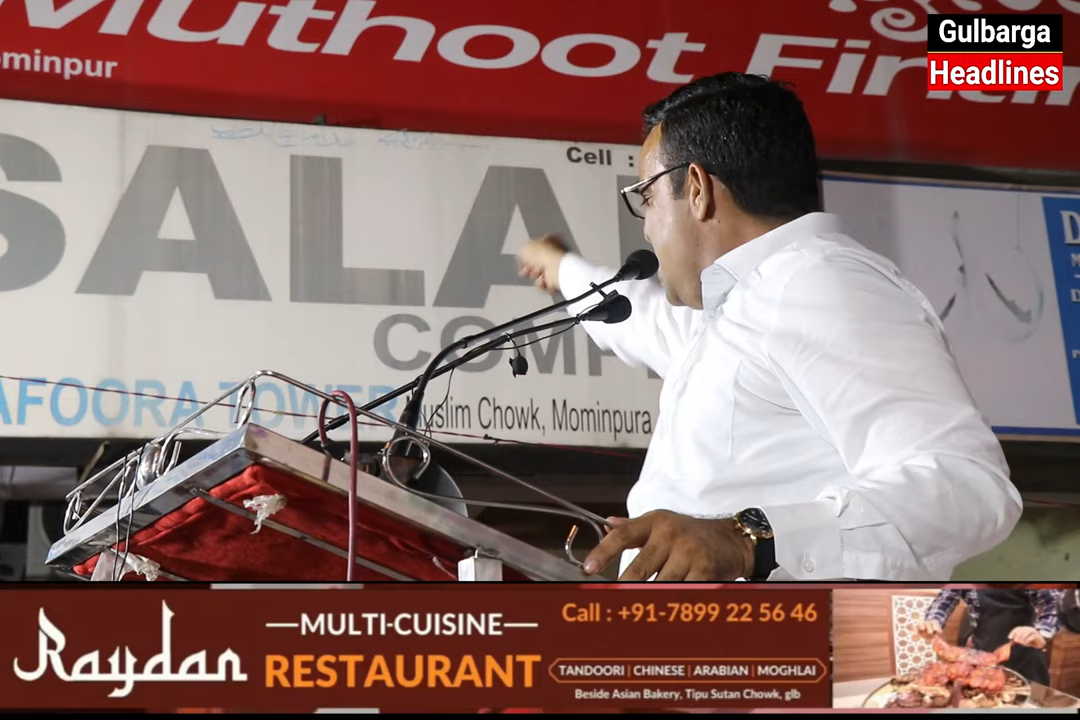 Muthoot Fin
ominpur
Gulbarga
Headlines
Cell :
SALA
COMP
AFOORA TOWER Muslim Chowk, Mominpura
Raydan
—MULTI-CUISINE—
RESTAURANT
Call : +91-7899 22 56 46
TANDOORI | CHINESE | ARABIAN | MOGHLAI
Beside Asian Bakery, Tipu Sutan Chowk, glb